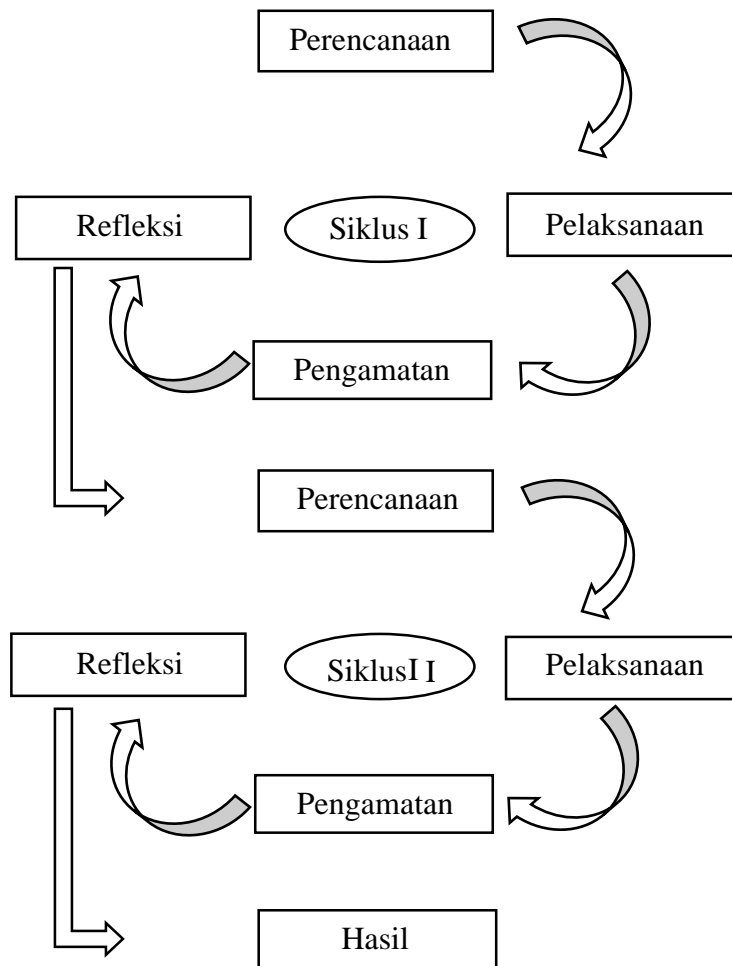 Perencanaan
Refleksi
Siklus I
Pelaksanaan
Pengamatan
Perencanaan
Refleksi
SiklusI I
Pelaksanaan
Pengamatan
Hasil